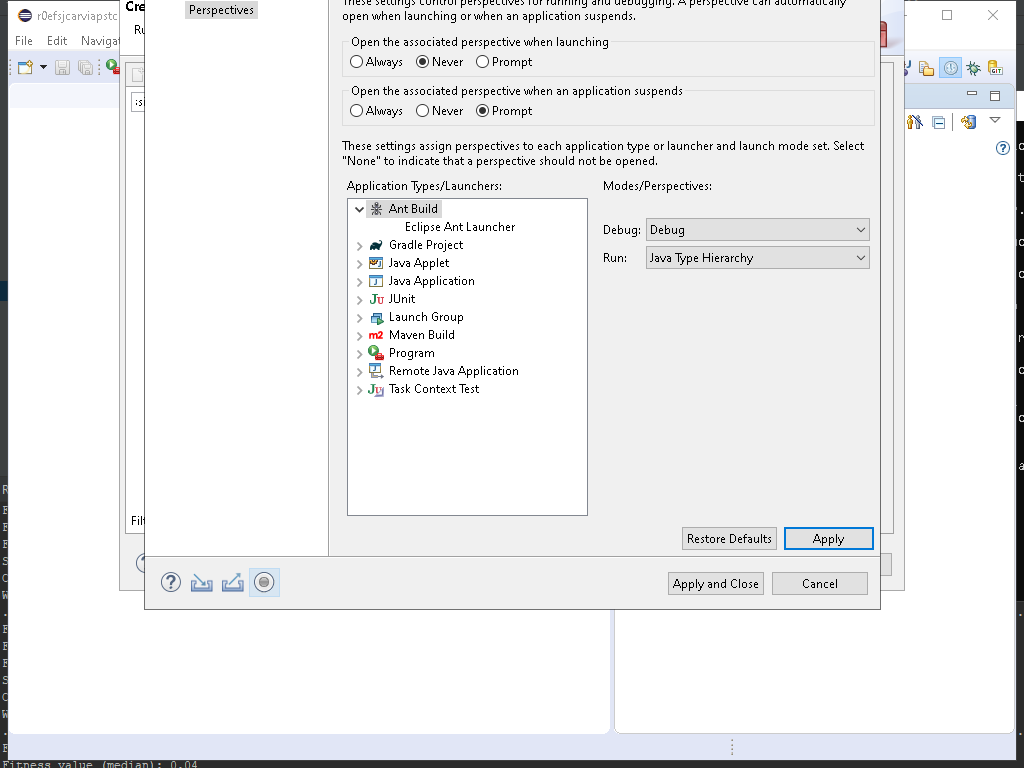 r0efsjcarviapstc
Cre
File Edit Navigat
Perspectives
These settings control perspectives for running and debugging. A perspective can automatically
open when launching or when an application suspends.
Open the associated perspective when launching
Always Never Prompt
Open the associated perspective when an application suspends
Always Never Prompt
These settings assign perspectives to each application type or launcher and launch mode set. Select
"None" to indicate that a perspective should not be opened.
Application Types/Launchers:
Modes/Perspectives:
Ant Build
Eclipse Ant Launcher
Gradle Project
Java Applet
Java Application
JUnit
Launch Group
Maven Build
Program
Remote Java Application
Task Context Test
Debug: Debug
Run: Java Type Hierarchy
Restore Defaults Apply
Apply and Close Cancel
Fitness value (median): 0.04